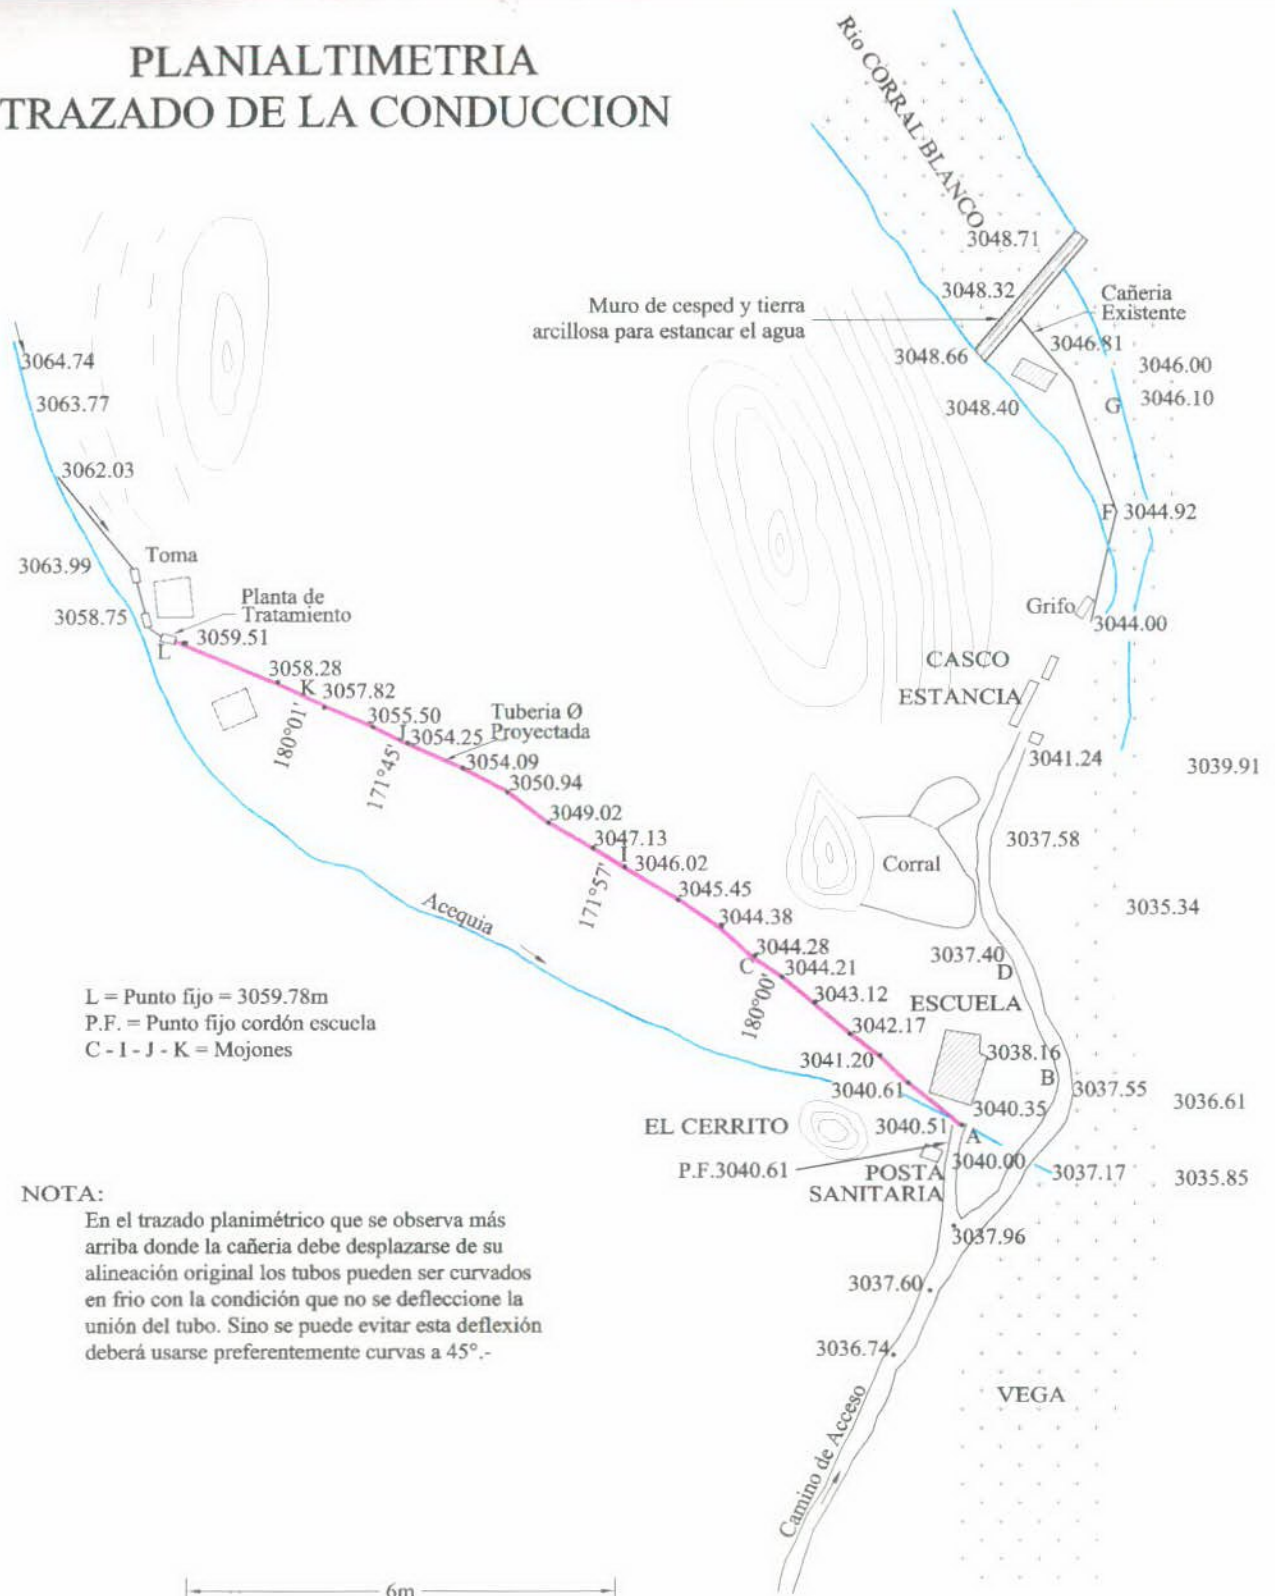 PLANIALTIMETRIA
TRAZADO DE LA CONDUCCION
Rio CORRAL BLANCO
3048.71
3048.32
Cañeria
Existente
Muro de cesped y tierra
arcillosa para estancar el agua
3046.81
3048.66
3046.00
3048.40
G
3046.10
3064.74
3063.77
3062.03
F
3044.92
Toma
3063.99
Planta de
Tratamiento
3058.75
Grifo
3044.00
3059.51
L
CASCO
ESTANCIA
3058.28
K
3057.82
180°01'
3055.50
J
3054.25
171°45'
Tuberia Ø
Proyectada
3054.09
3050.94
3041.24
3039.91
3049.02
3047.13
3037.58
I
3046.02
171°57'
Corral
3045.45
3035.34
Acequia
3044.38
3044.28
C
3044.21
180°00'
3037.40
D
L = Punto fijo = 3059.78m
P.F. = Punto fijo cordón escuela
C - I - J - K = Mojones
3043.12
ESCUELA
3042.17
3041.20
3038.16
B
3040.61
3037.55
3036.61
3040.35
EL CERRITO
3040.51
A
P.F.3040.61
3040.00
POSTA
SANITARIA
3037.17
3035.85
NOTA:
En el trazado planimétrico que se observa más
arriba donde la cañeria debe desplazarse de su
alineación original los tubos pueden ser curvados
en frio con la condición que no se defleccione la
unión del tubo. Sino se puede evitar esta deflexión
deberá usarse preferentemente curvas a 45°.-
3037.96
3037.60
3036.74
VEGA
Camino de Acceso
6m